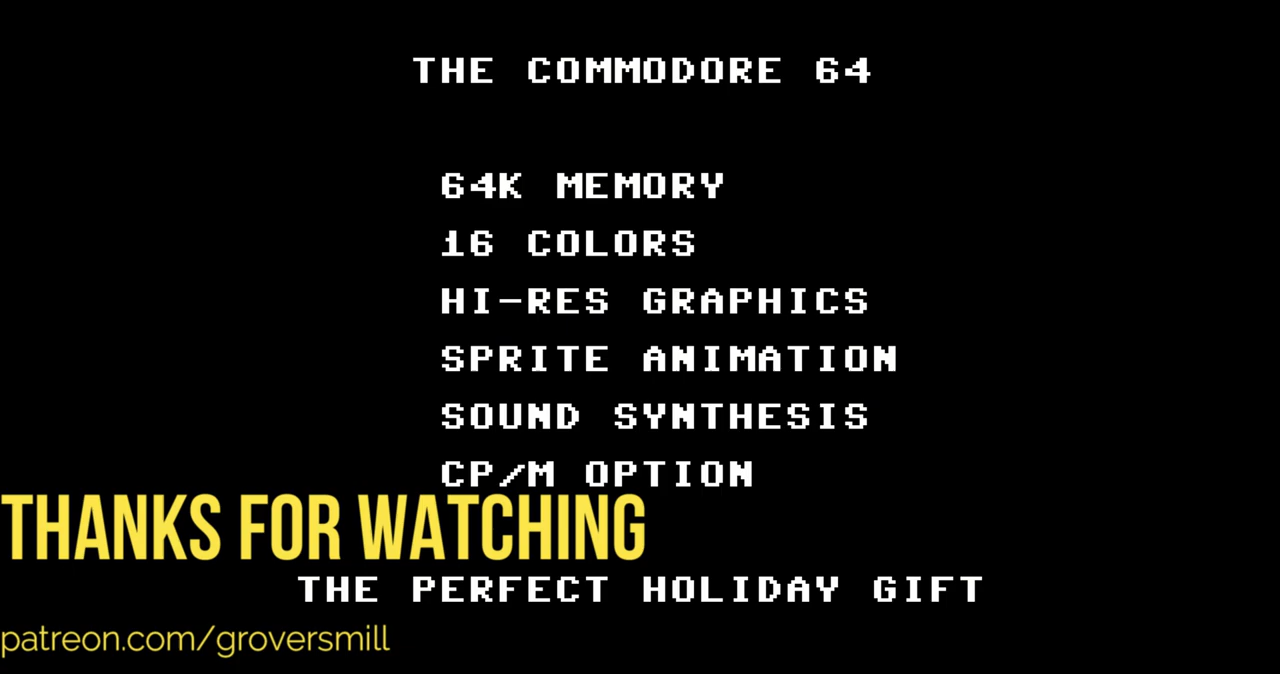 THE COMMODORE 64
64K MEMORY
16 COLORS
HI-RES GRAPHICS
SPRITE ANIMATION
SOUND SYNTHESIS
CP/M OPTION
THANKS FOR WATCHING
THE PERFECT HOLIDAY GIFT
patreon.com/groversmill